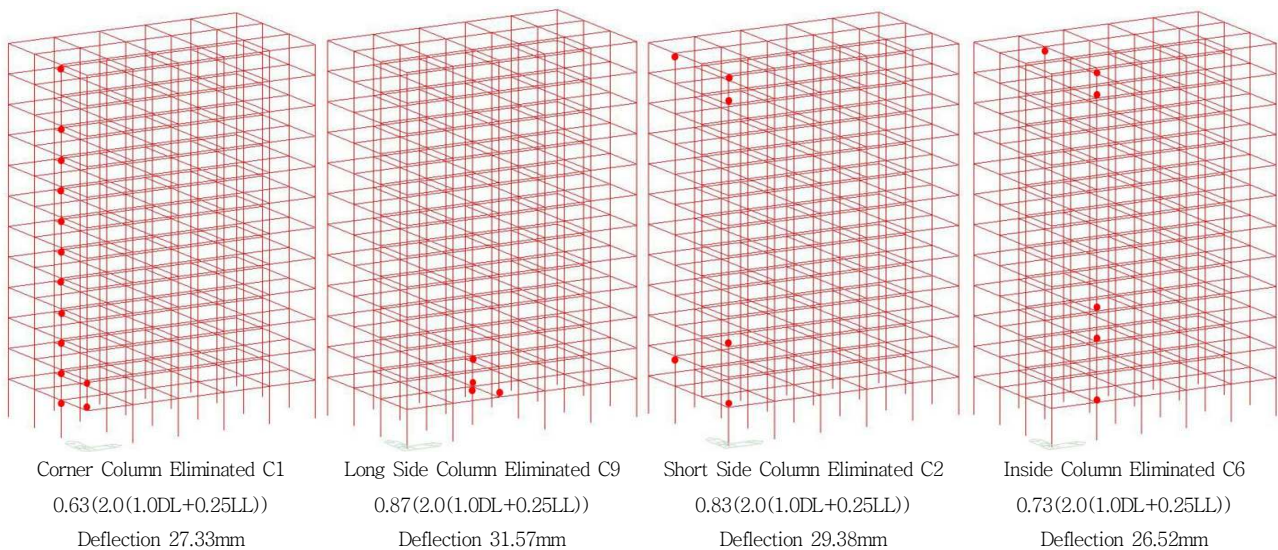 Corner Column Eliminated C1
0.63(2.0(1.0DL+0.25LL))
Deflection 27.33mm
Long Side Column Eliminated C9
0.87(2.0(1.0DL+0.25LL))
Deflection 31.57mm
Short Side Column Eliminated C2
0.83(2.0(1.0DL+0.25LL))
Deflection 29.38mm
Inside Column Eliminated C6
0.73(2.0(1.0DL+0.25LL))
Deflection 26.52mm